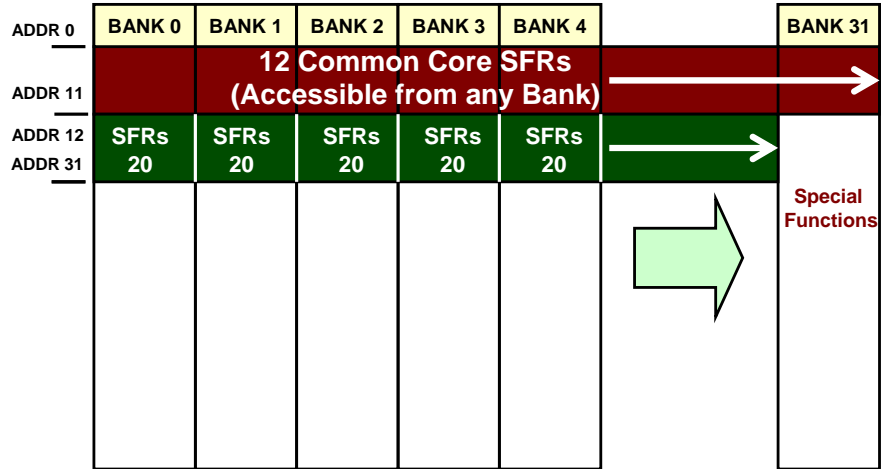 ADDR 0 BANK 0 BANK 1 BANK 2 BANK 3 BANK 4 BANK 31
12 Common Core SFRs
ADDR 11 (Accessible from any Bank)
ADDR 12 SFRs SFRs SFRs SFRs SFRs
ADDR 31 20 20 20 20 20
Special
Functions